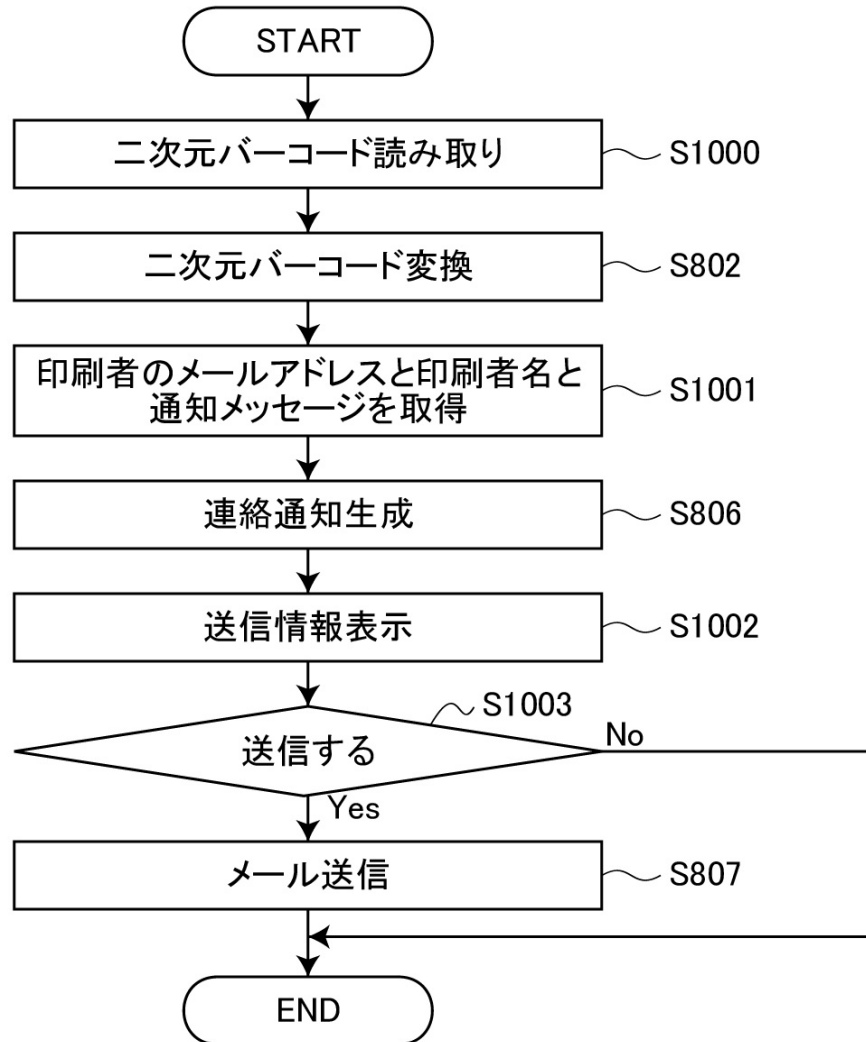 START
二次元バーコード読み取り
S1000
二次元バーコード変換
S802
印刷者のメールアドレスと印刷者名と
通知メッセージを取得
S1001
連絡通知生成
S806
送信情報表示
S1002
S1003
送信する
No
Yes
メール送信
S807
END